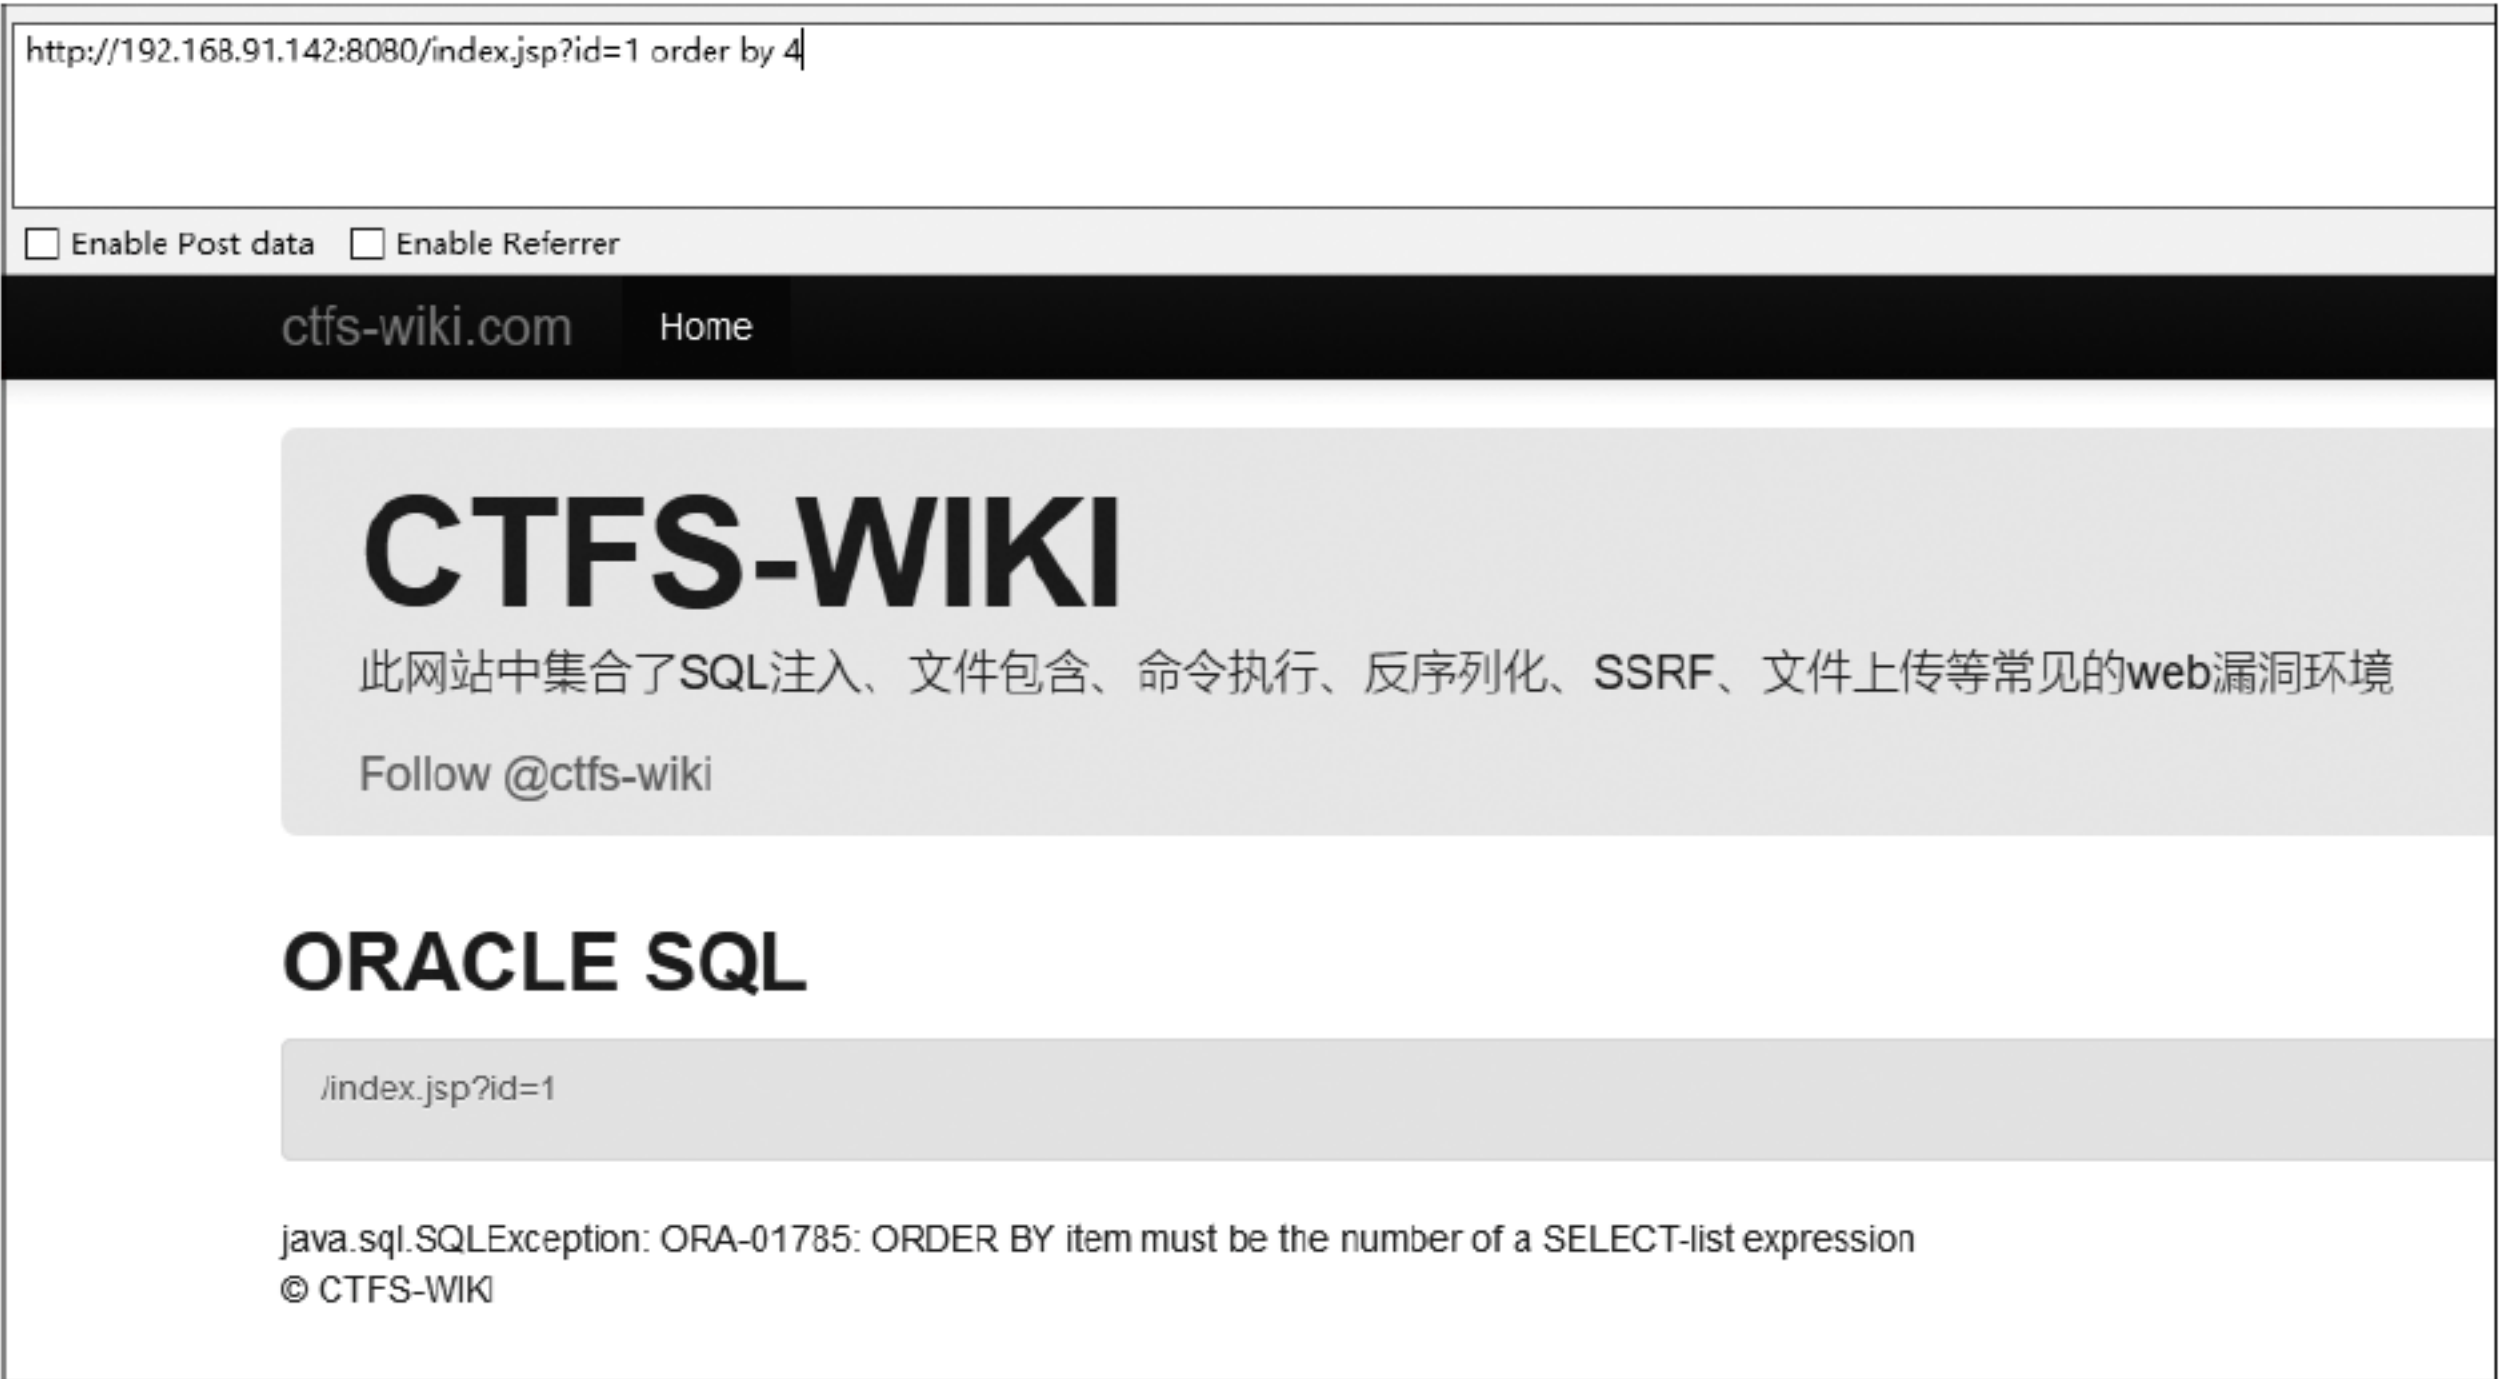 http://192.168.91.142:8080/index.jsp?id=1 order by 4
Enable Post data Enable Referrer
ctfs-wiki.com Home
CTFS-WIKI
此网站中集合了SQL注入、文件包含、命令执行、反序列化、SSRF、文件上传等常见的web漏洞环境
Follow @ctfs-wiki
ORACLE SQL
/index.jsp?id=1
java.sql.SQLException: ORA-01785: ORDER BY item must be the number of a SELECT-list expression
© CTFS-WIKI